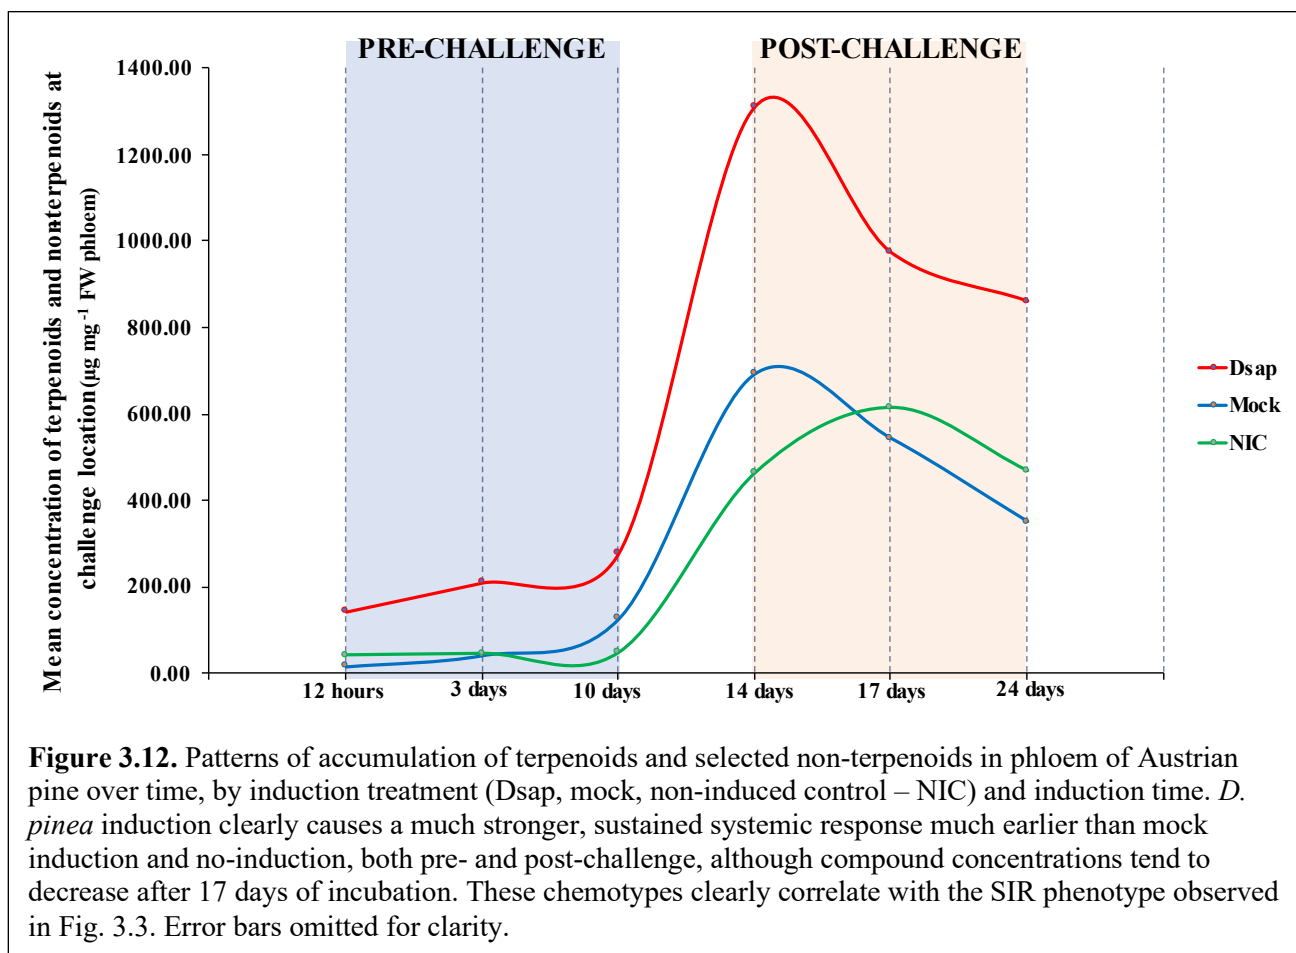 PRE-CHALLENGE
POST-CHALLENGE
Mean concentration of terpenoids and nonterpenoids at
challenge location (µg mg -1 FW phloem)
1400.00
1200.00
1000.00
800.00
600.00
400.00
200.00
0.00
12 hours
3 days
10 days
14 days
17 days
24 days
Dsap
Mock
NIC
Figure 3.12. Patterns of accumulation of terpenoids and selected non-terpenoids in phloem of Austrian
pine over time, by induction treatment (Dsap, mock, non-induced control – NIC) and induction time. D.
pinea induction clearly causes a much stronger, sustained systemic response much earlier than mock
induction and no-induction, both pre- and post-challenge, although compound concentrations tend to
decrease after 17 days of incubation. These chemotypes clearly correlate with the SIR phenotype observed
in Fig. 3.3. Error bars omitted for clarity.